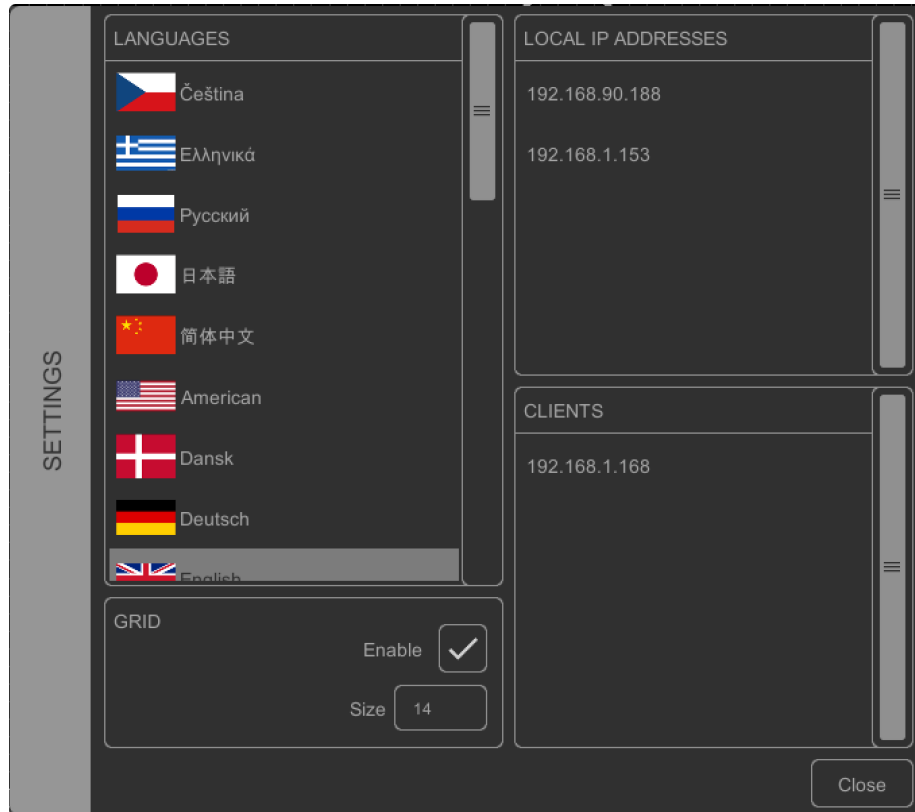 SETTINGS
LANGUAGES
Čeština
Ελληνικά
Русский
日本語
简体中文
American
Dansk
Deutsch
English
GRID
Enable
Size 14
LOCAL IP ADDRESSES
192.168.90.188
192.168.1.153
CLIENTS
192.168.1.168
Close